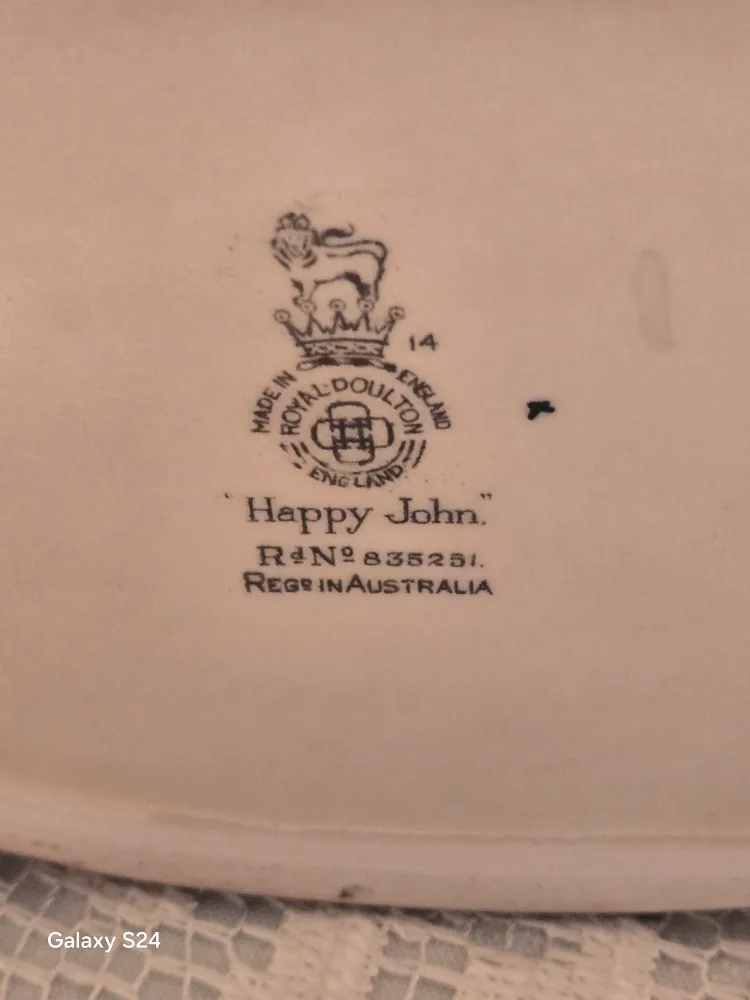 14
MADE IN ENGLAND
ROYAL DOULTON
ENGLAND
"Happy John."
Rd No 835251.
REGD IN AUSTRALIA
Galaxy S24